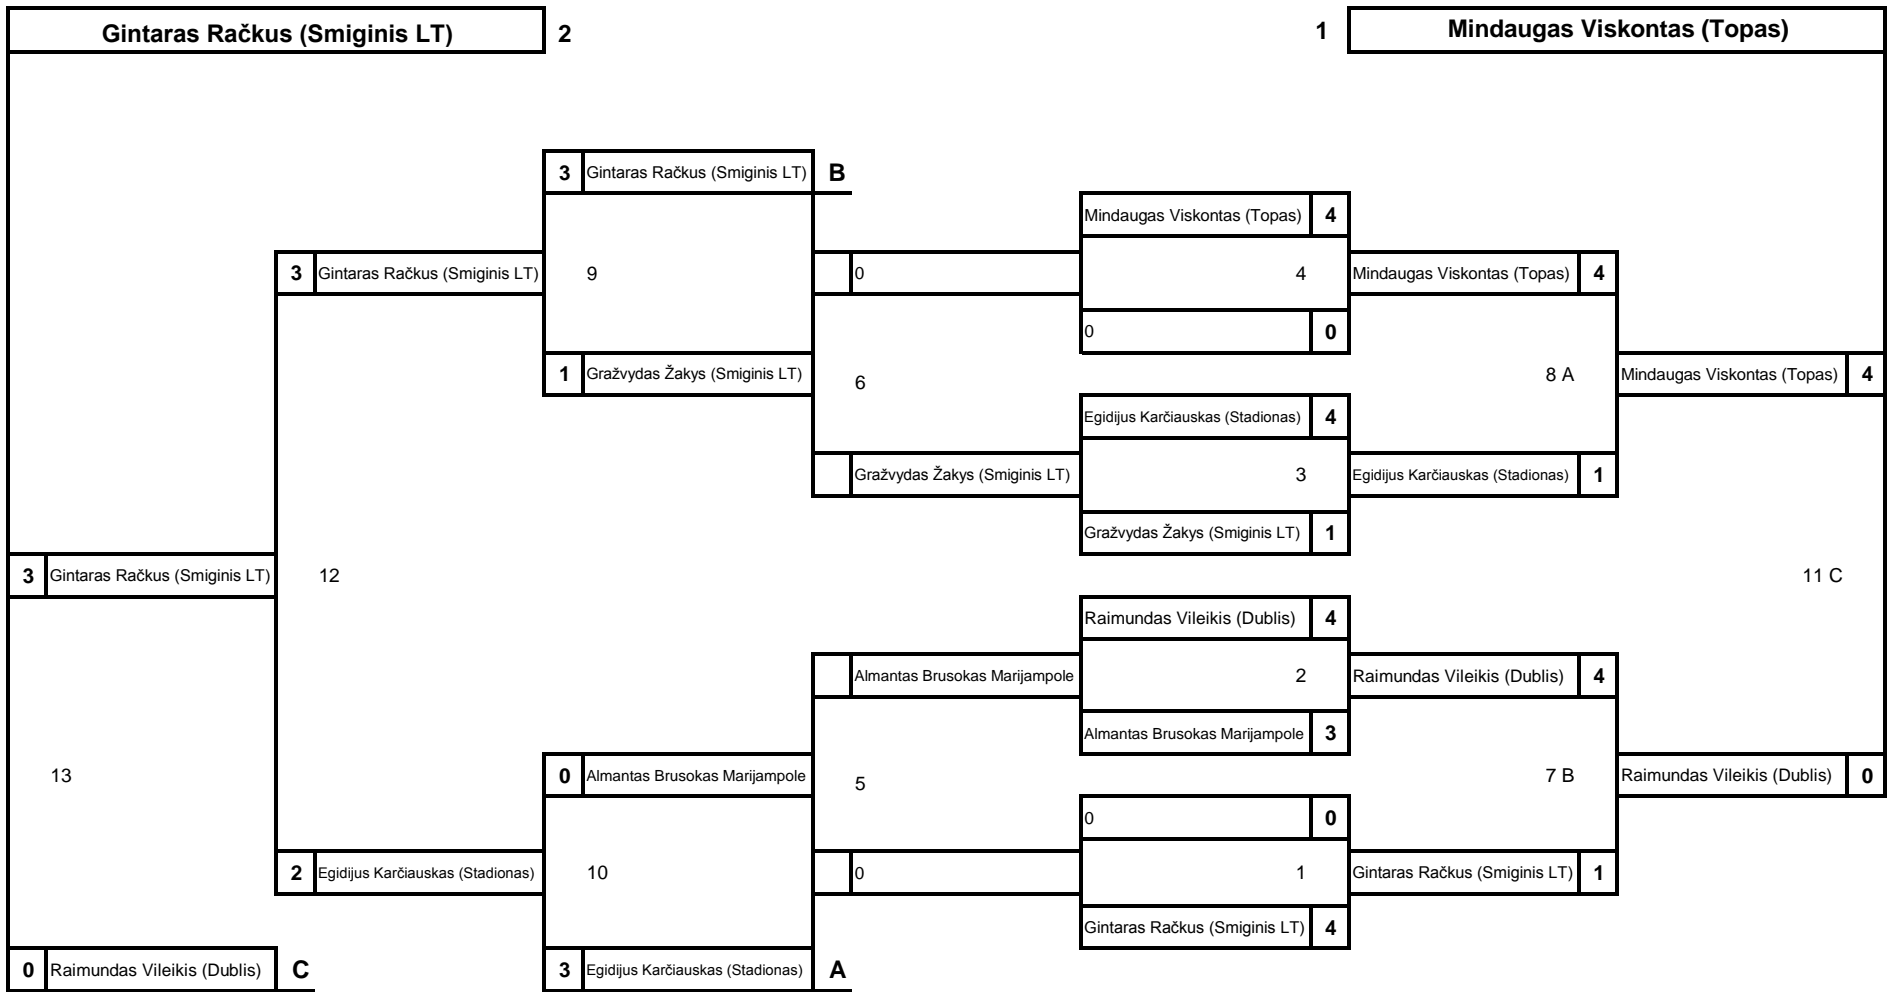 Gintaras Račkus (Smiginis LT) 2 1 Mindaugas Viskontas (Topas)
3 Gintaras Račkus (Smiginis LT) B
Mindaugas Viskontas (Topas) 4
3 Gintaras Račkus (Smiginis LT) 9 0 4 Mindaugas Viskontas (Topas) 4
0 0
1 Gražvydas Žakys (Smiginis LT) 6 8 A Mindaugas Viskontas (Topas) 4
Egidijus Karčiauskas (Stadionas) 4
Gražvydas Žakys (Smiginis LT) 3 Egidijus Karčiauskas (Stadionas) 1
Gražvydas Žakys (Smiginis LT) 1
3 Gintaras Račkus (Smiginis LT) 12 11 C
Raimundas Vileikis (Dublis) 4
Almantas Brusokas Marijampole 2 Raimundas Vileikis (Dublis) 4
Almantas Brusokas Marijampole 3
13 0 Almantas Brusokas Marijampole 5 7 B Raimundas Vileikis (Dublis) 0
0 0
2 Egidijus Karčiauskas (Stadionas) 10 0 1 Gintaras Račkus (Smiginis LT) 1
Gintaras Račkus (Smiginis LT) 4
0 Raimundas Vileikis (Dublis) C 3 Egidijus Karčiauskas (Stadionas) A